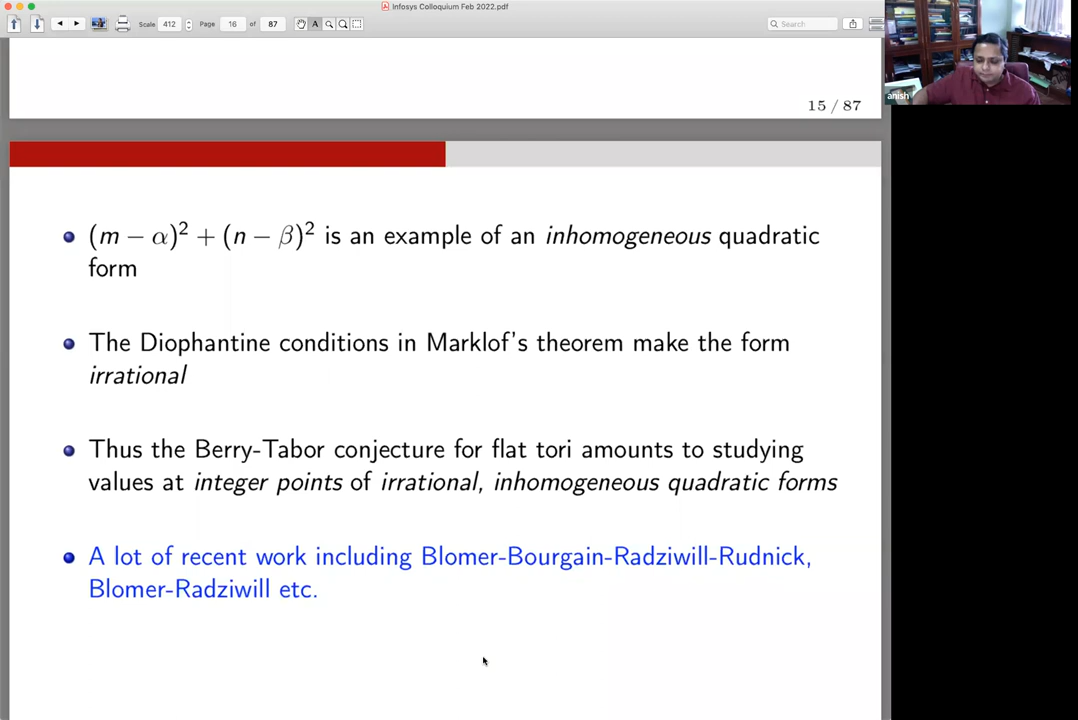 Infosys Colloquium Feb 2022.pdf
Scale 412 Page 16 of 87 Search
anish
15 / 87
(m − α)² + (n − β)² is an example of an inhomogeneous quadratic
form
The Diophantine conditions in Marklof's theorem make the form
irrational
Thus the Berry-Tabor conjecture for flat tori amounts to studying
values at integer points of irrational, inhomogeneous quadratic forms
A lot of recent work including Blomer-Bourgain-Radziwill-Rudnick,
Blomer-Radziwill etc.